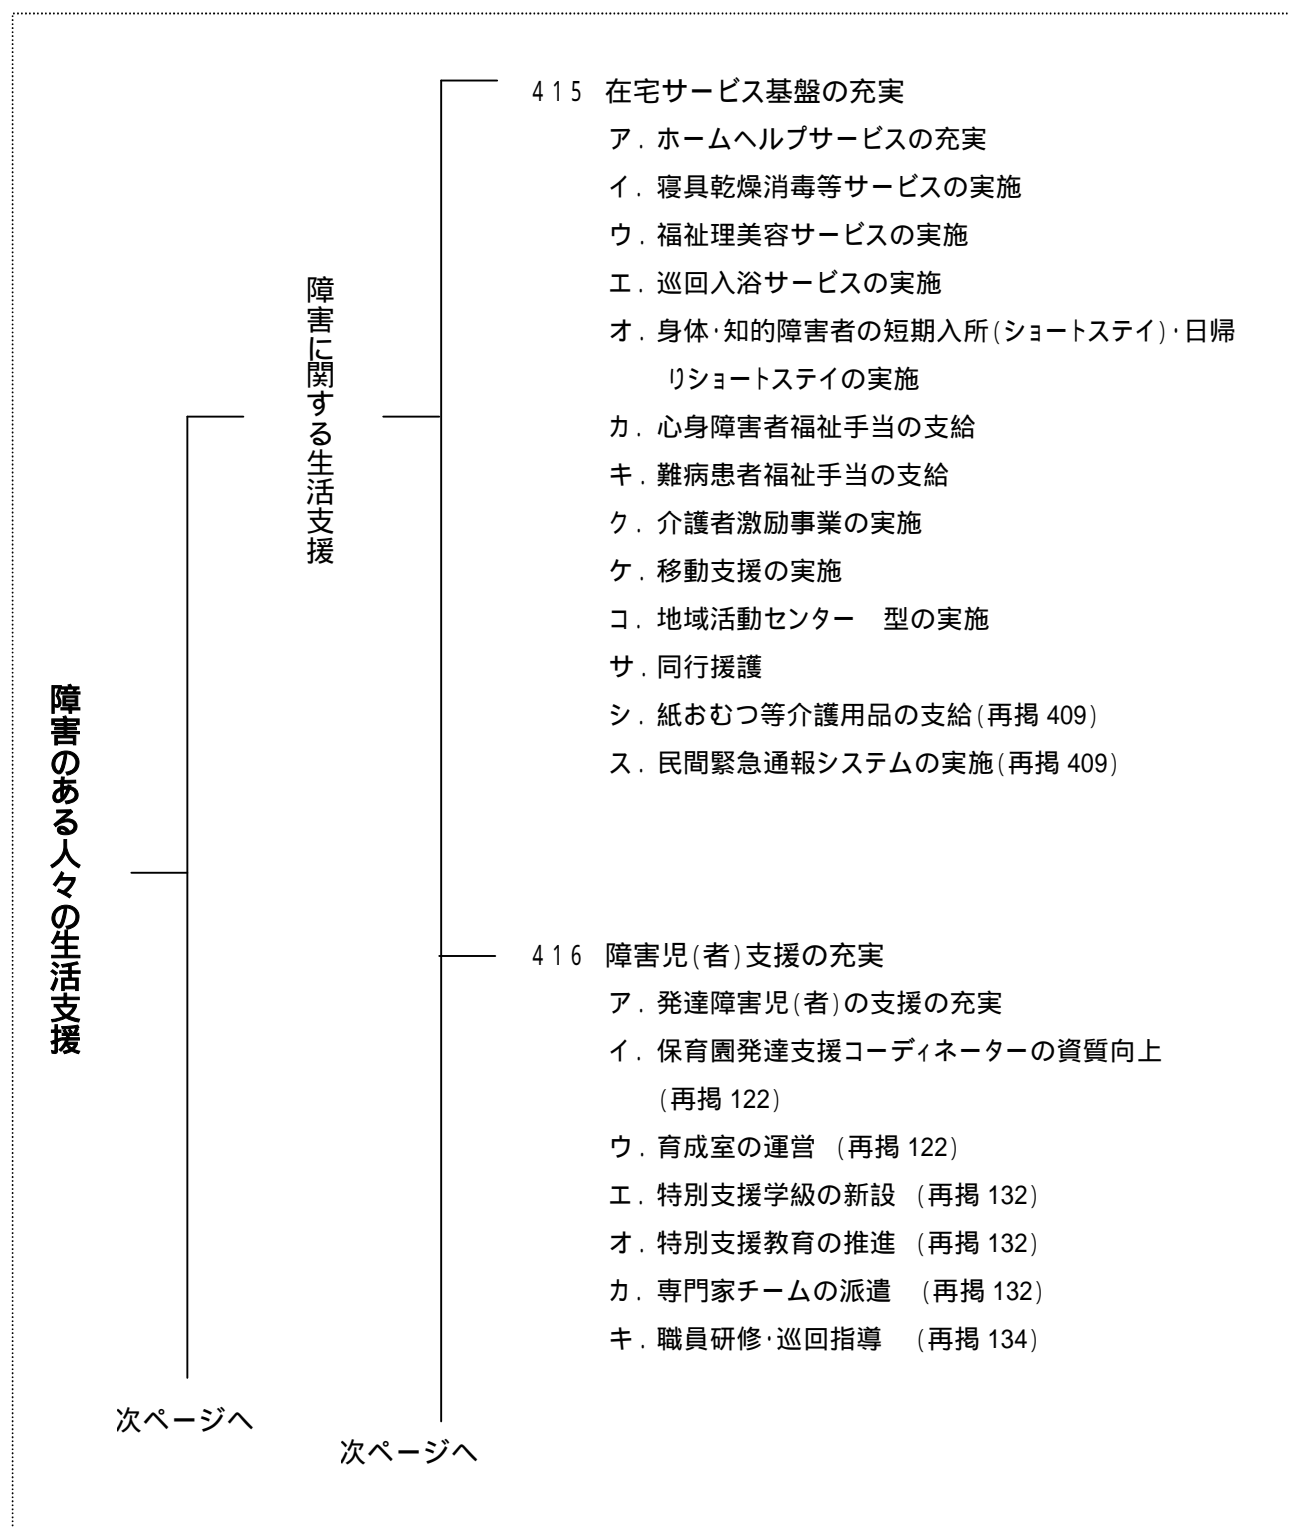 障害のある人々の生活支援
障害に関する生活支援
415 在宅サービス基盤の充実
ア．ホームヘルプサービスの充実
イ．寝具乾燥消毒等サービスの実施
ウ．福祉理美容サービスの実施
エ．巡回入浴サービスの実施
オ．身体・知的障害者の短期入所(ショートステイ)・日帰
りショートステイの実施
カ．心身障害者福祉手当の支給
キ．難病患者福祉手当の支給
ク．介護者激励事業の実施
ケ．移動支援の実施
コ．地域活動センター　型の実施
サ．同行援護
シ．紙おむつ等介護用品の支給(再掲 409)
ス．民間緊急通報システムの実施(再掲 409)
416 障害児(者)支援の充実
ア．発達障害児(者)の支援の充実
イ．保育園発達支援コーディネーターの資質向上
(再掲 122)
ウ．育成室の運営 (再掲 122)
エ．特別支援学級の新設 (再掲 132)
オ．特別支援教育の推進 (再掲 132)
カ．専門家チームの派遣 (再掲 132)
キ．職員研修・巡回指導 (再掲 134)
次ページへ
次ページへ